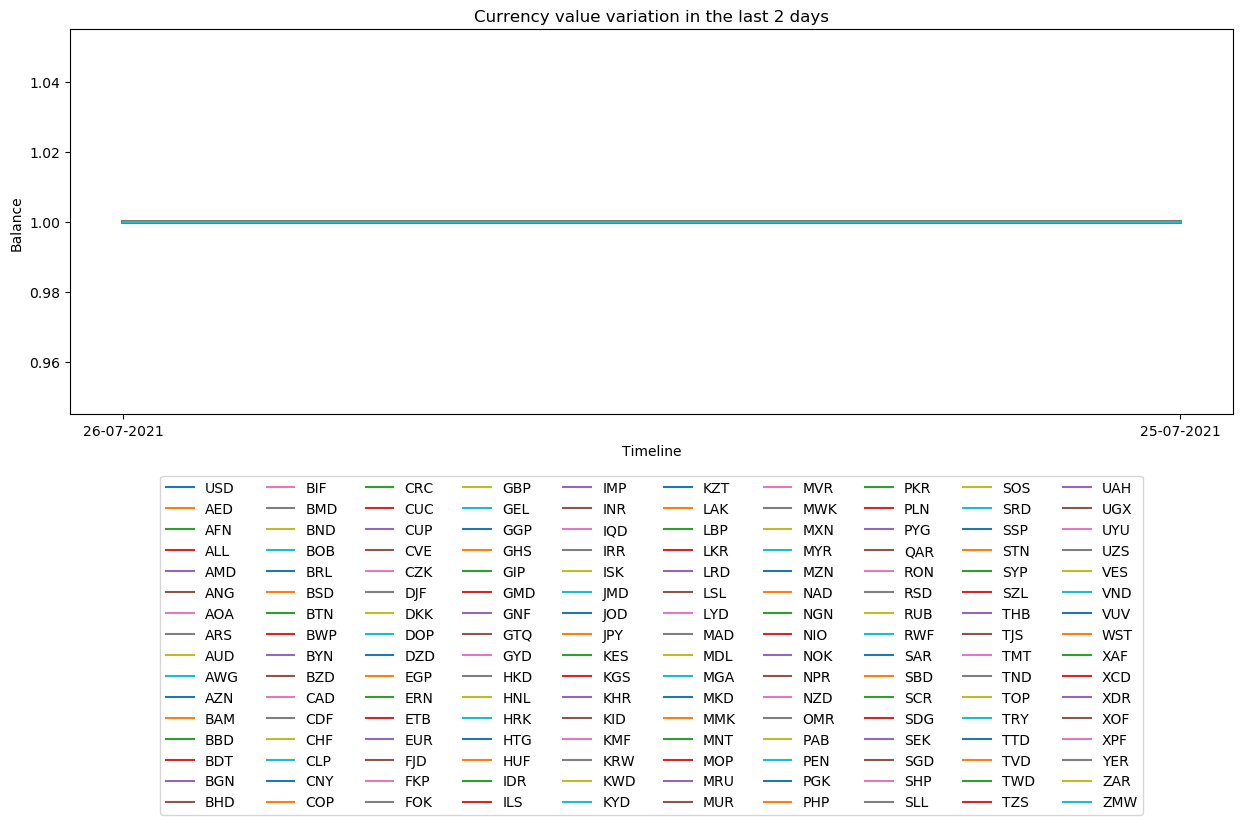 Currency value variation in the last 2 days
Balance
1.04
1.02
1.00
0.98
0.96
26-07-2021 25-07-2021
Timeline
USD BIF CRC GBP IMP KZT MVR PKR SOS UAH
AED BMD CUC GEL INR LAK MWK PLN SRD UGX
AFN BND CUP GGP IQD LBP MXN PYG SSP UYU
ALL BOB CVE GHS IRR LKR MYR QAR STN UZS
AMD BRL CZK GIP ISK LRD MZN RON SYP VES
ANG BSD DJF GMD JMD LSL NAD RSD SZL VND
AOA BTN DKK GNF JOD LYD NGN RUB THB VUV
ARS BWP DOP GTQ JPY MAD NIO RWF TJS WST
AUD BYN DZD GYD KES MDL NOK SAR TMT XAF
AWG BZD EGP HKD KGS MGA NPR SBD TND XCD
AZN CAD ERN HNL KHR MKD NZD SCR TOP XDR
BAM CDF ETB HRK KID MMK OMR SDG TRY XOF
BBD CHF EUR HTG KMF MNT PAB SEK TTD XPF
BDT CLP FJD HUF KRW MOP PEN SGD TVD YER
BGN CNY FKP IDR KWD MRU PGK SHP TWD ZAR
BHD COP FOK ILS KYD MUR PHP SLL TZS ZMW